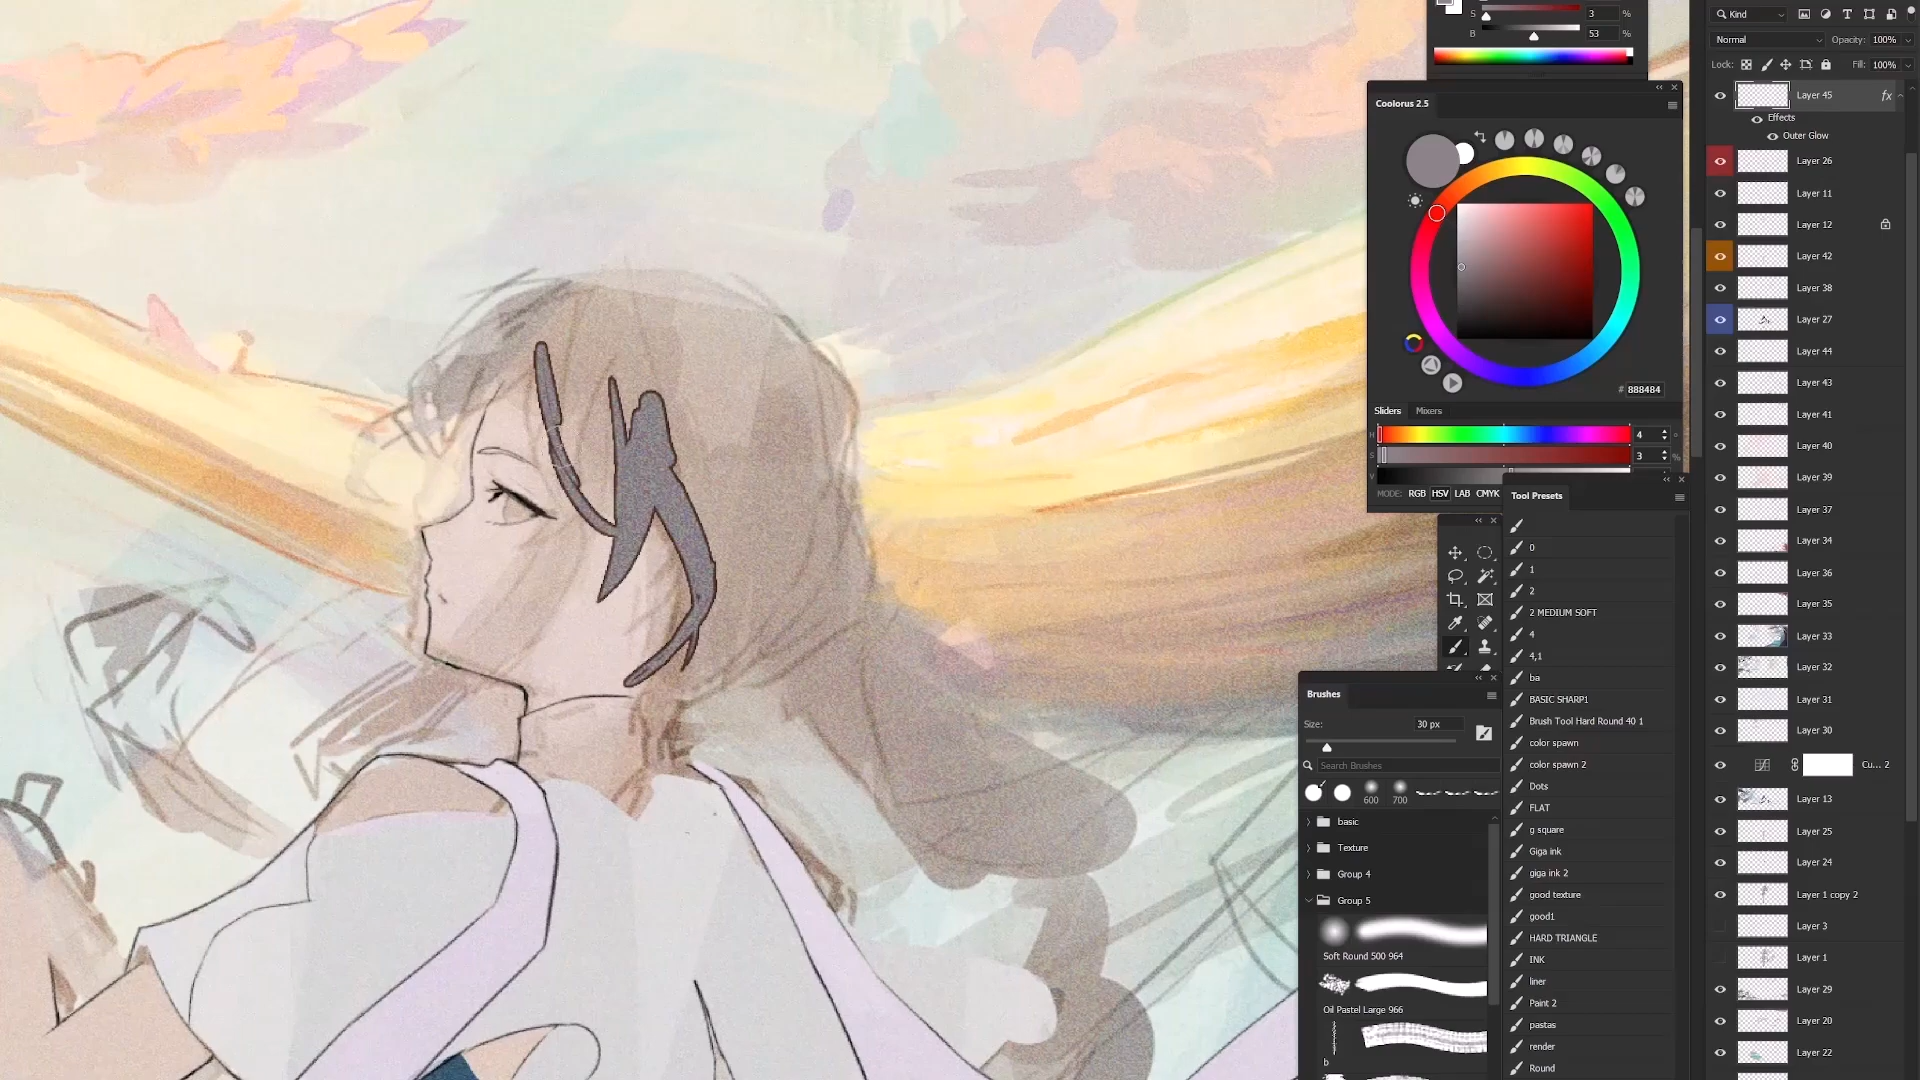 S 3 %
B 53 %
Coolorus 2.5
# 888484
Sliders Mixers
H 4 °
S 3 %
V
MODE: RGB HSV LAB CMYK
Tool Presets
0
1
2
2 MEDIUM SOFT
4
4,1
ba
BASIC SHARP1
Brush Tool Hard Round 40 1
color spawn
color spawn 2
Dots
FLAT
g square
Giga ink
giga ink 2
good texture
good1
HARD TRIANGLE
INK
liner
Paint 2
pastas
render
Round
Brushes
Size: 30 px
Search Brushes
600 700
basic
Texture
Group 4
Group 5
Soft Round 500 964
Oil Pastel Large 966
b
Kind
Normal Opacity: 100%
Lock: Fill: 100%
Layer 45 fx
Effects
Outer Glow
Layer 26
Layer 11
Layer 12
Layer 42
Layer 38
Layer 27
Layer 44
Layer 43
Layer 41
Layer 40
Layer 39
Layer 37
Layer 34
Layer 36
Layer 35
Layer 33
Layer 32
Layer 31
Layer 30
Cu... 2
Layer 13
Layer 25
Layer 24
Layer 1 copy 2
Layer 3
Layer 1
Layer 29
Layer 20
Layer 22